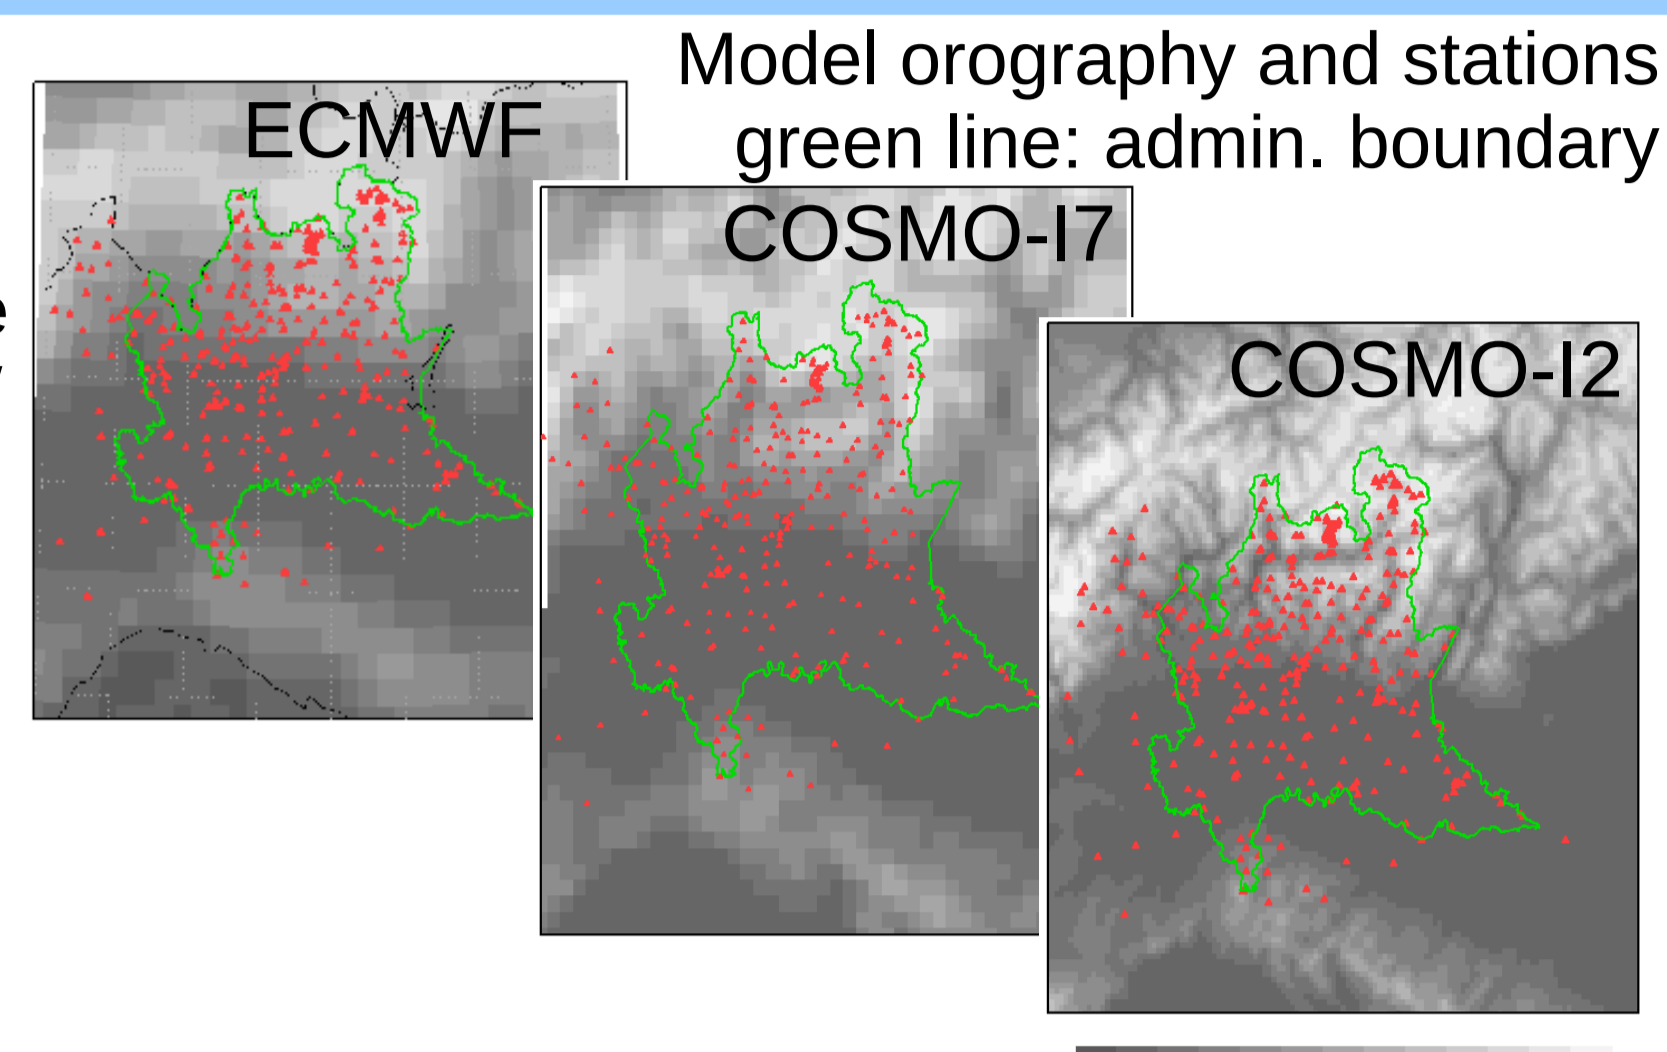 Model orography and stations
green line: admin. boundary
ECMWF
COSMO-I7
COSMO-I2
e